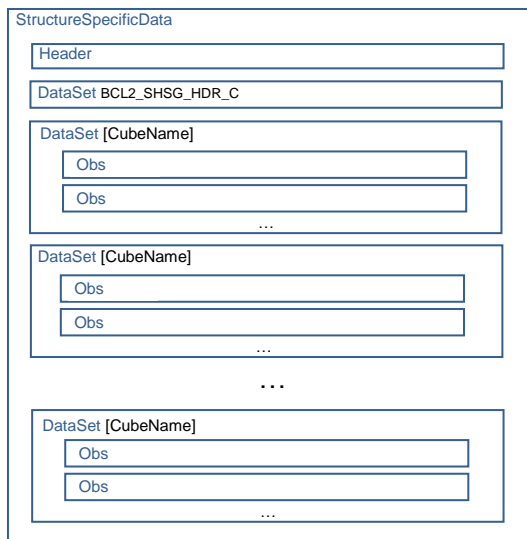 StructureSpecificData
Header
DataSet BCL2_SHSG_HDR_C
DataSet [CubeName]
Obs
Obs
...
DataSet [CubeName]
Obs
Obs
...
...
DataSet [CubeName]
Obs
Obs
...